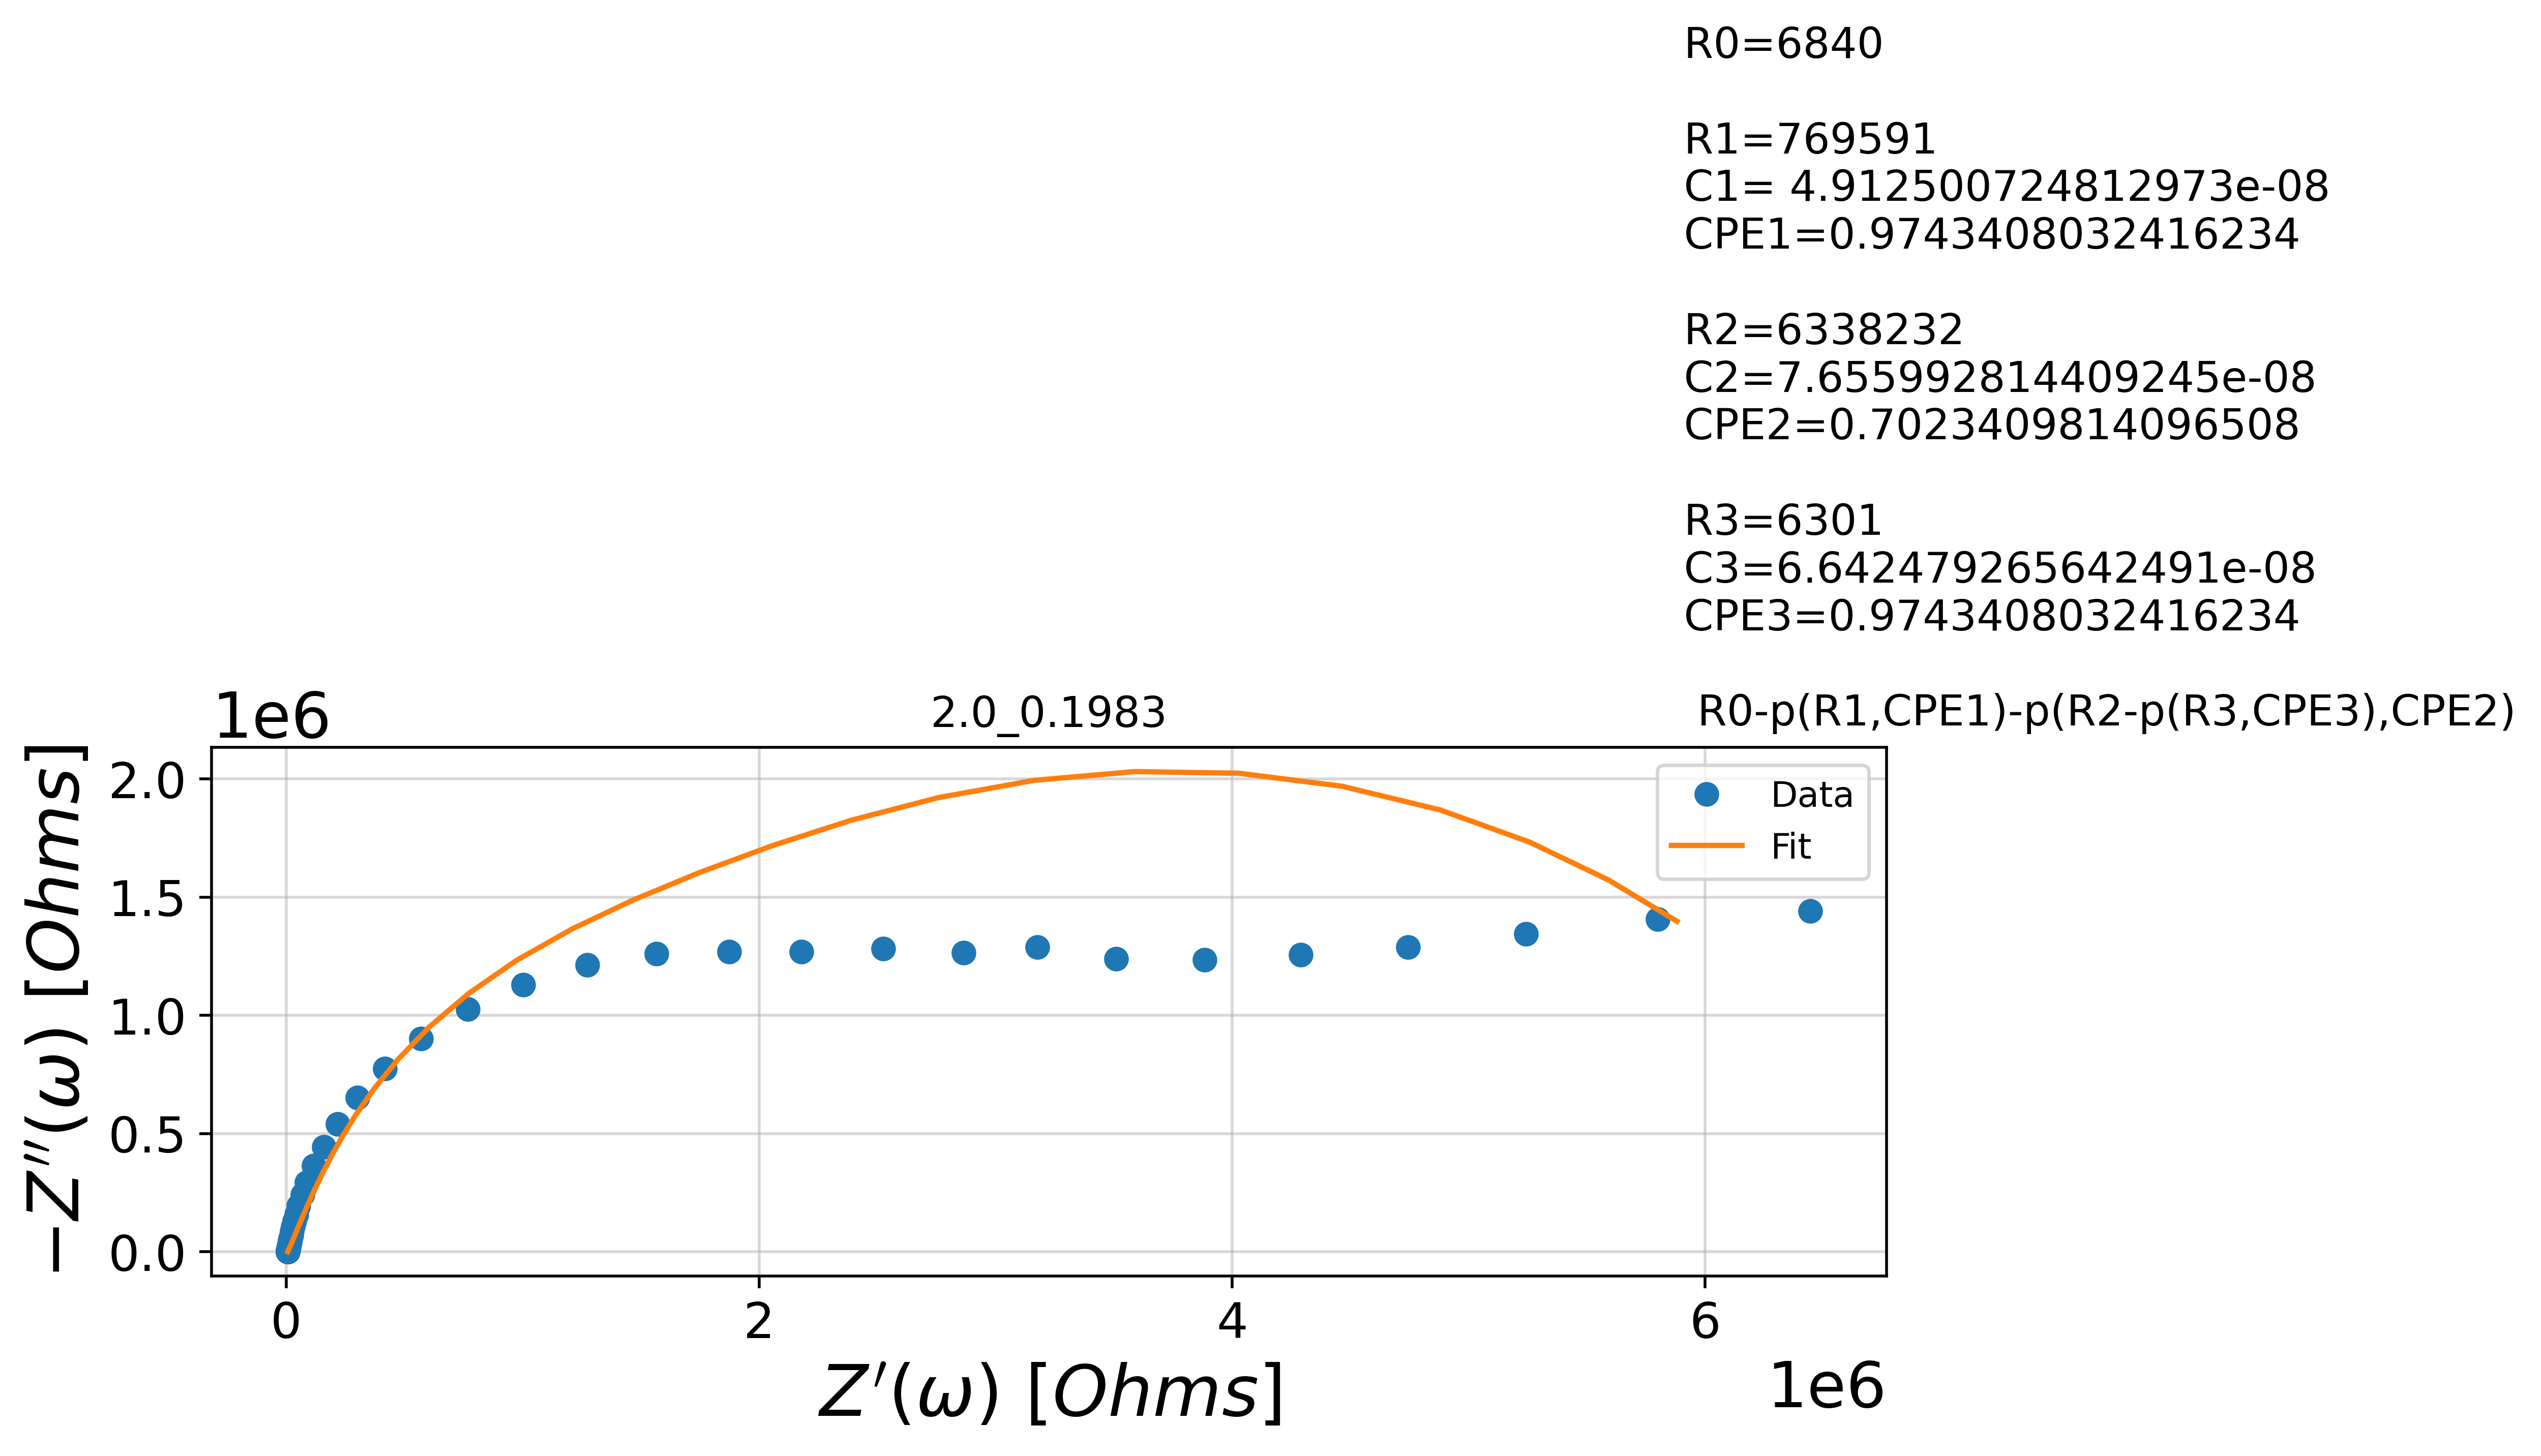 R0=6840
R1=769591
C1= 4.912500724812973e-08
CPE1=0.9743408032416234
R2=6338232
C2=7.655992814409245e-08
CPE2=0.7023409814096508
R3=6301
C3=6.642479265642491e-08
CPE3=0.9743408032416234
R0-p(R1,CPE1)-p(R2-p(R3,CPE3),CPE2)
2.0_0.1983
1e6
2.0
1.5
1.0
0.5
0.0
−Z′′(ω) [Ohms]
Data
Fit
0 2 4 6
1e6
Z′(ω) [Ohms]